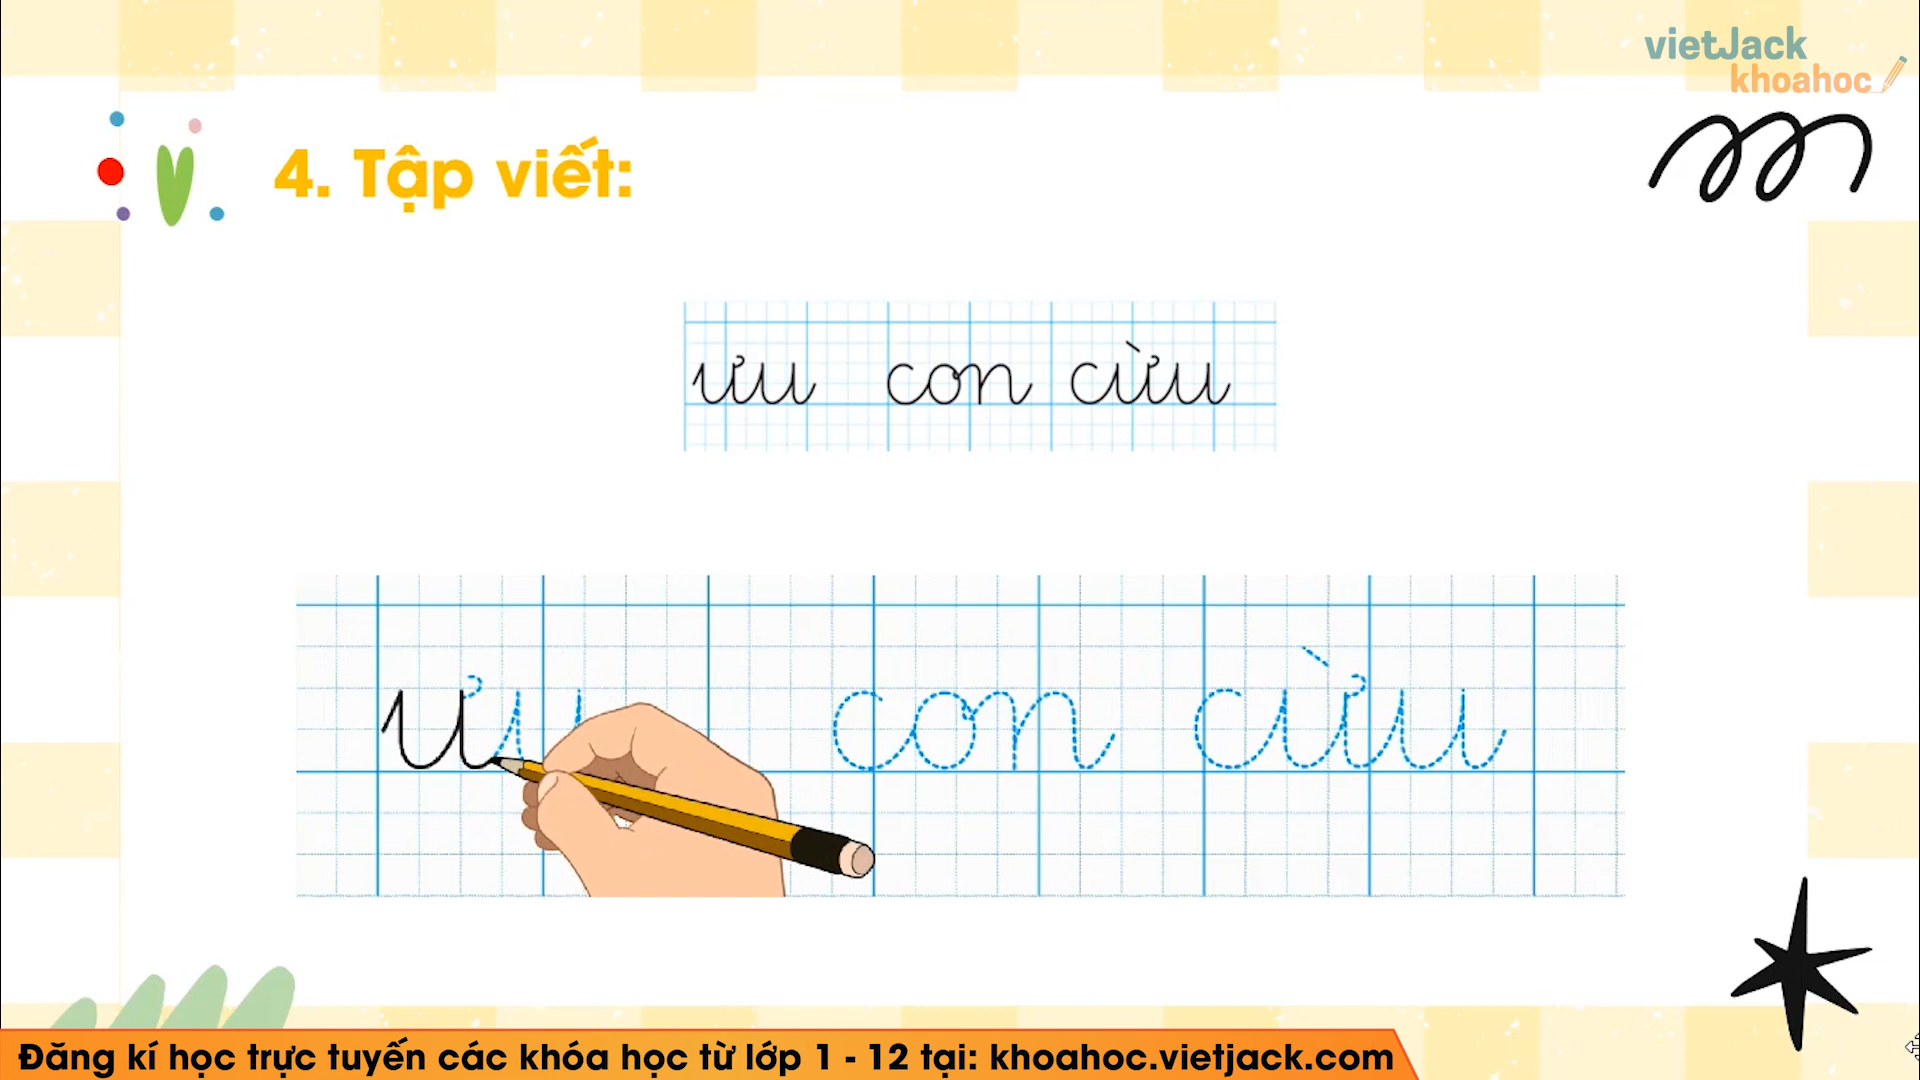 vietJack
khoahoc
4. Tập viết:
ưu con cừu
ưu con cừu
Đăng kí học trực tuyến các khóa học từ lớp 1 - 12 tại: khoahoc.vietjack.com